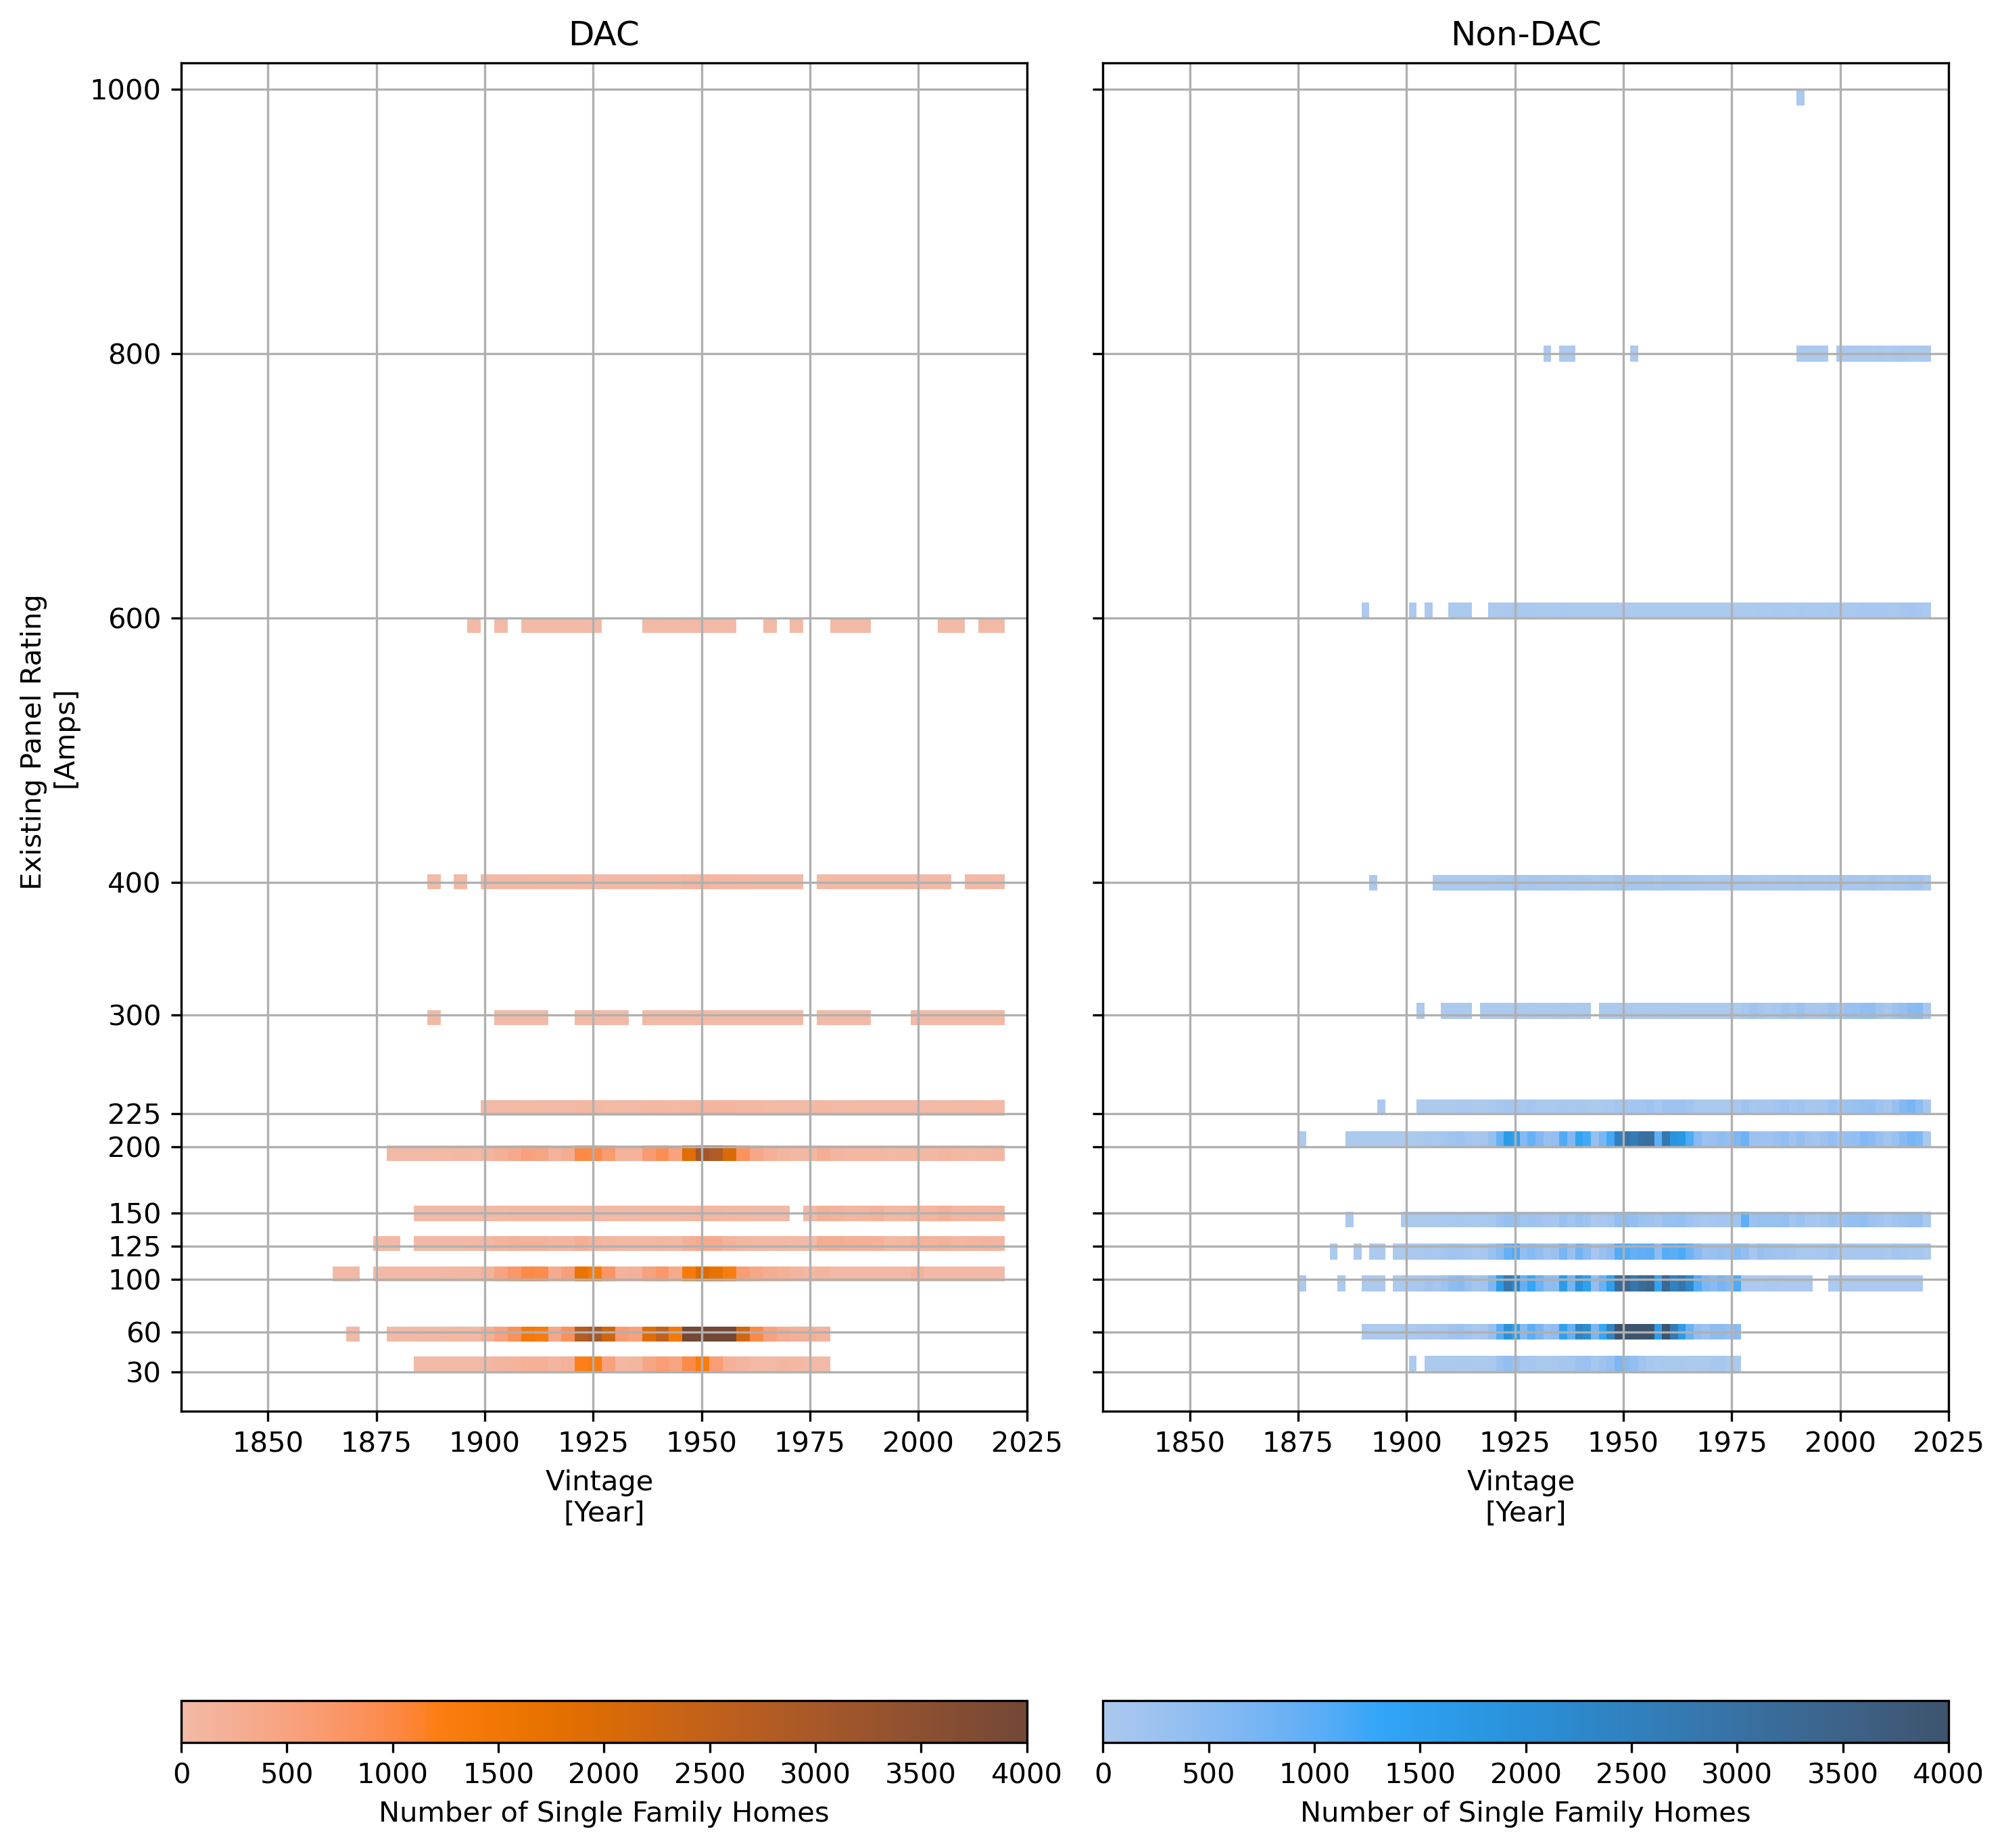 DAC
Non-DAC
Existing Panel Rating
[Amps]
1000
800
600
400
300
225
200
150
125
100
60
30
1850 1875 1900 1925 1950 1975 2000 2025
1850 1875 1900 1925 1950 1975 2000 2025
Vintage
[Year]
Vintage
[Year]
0 500 1000 1500 2000 2500 3000 3500 4000
Number of Single Family Homes
0 500 1000 1500 2000 2500 3000 3500 4000
Number of Single Family Homes